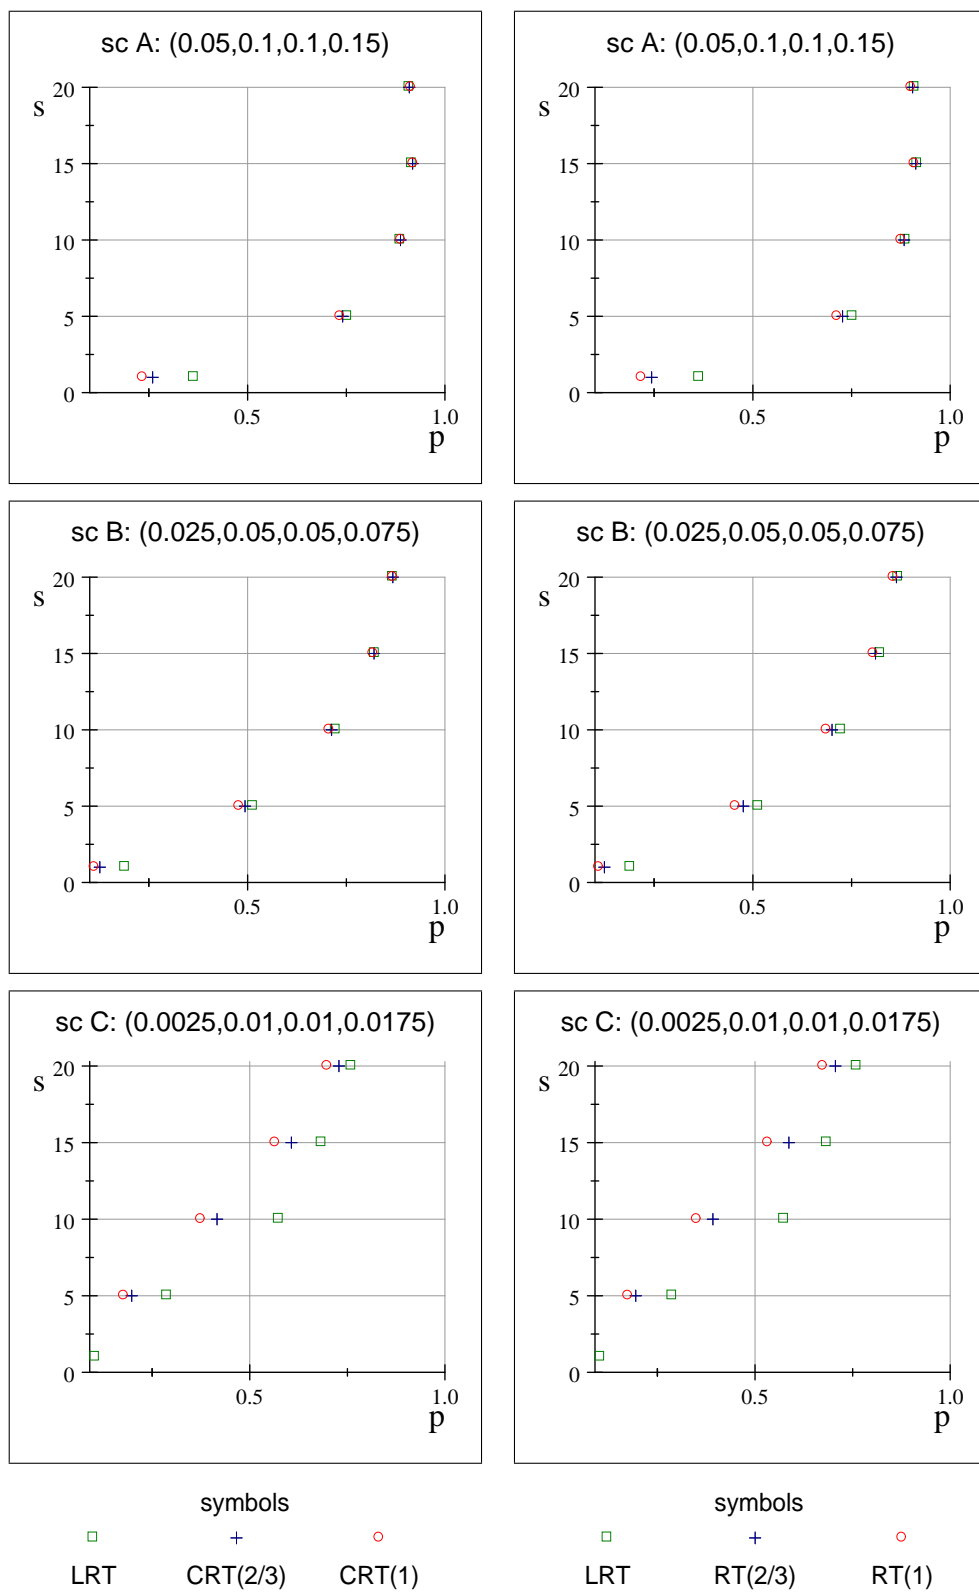 sc A: (0.05,0.1,0.1,0.15)
s
20
15
10
5
0
0.5
1.0
p
sc A: (0.05,0.1,0.1,0.15)
s
20
15
10
5
0
0.5
1.0
p
sc B: (0.025,0.05,0.05,0.075)
s
20
15
10
5
0
0.5
1.0
p
sc B: (0.025,0.05,0.05,0.075)
s
20
15
10
5
0
0.5
1.0
p
sc C: (0.0025,0.01,0.01,0.0175)
s
20
15
10
5
0
0.5
1.0
p
sc C: (0.0025,0.01,0.01,0.0175)
s
20
15
10
5
0
0.5
1.0
p
symbols
LRT CRT(2/3) CRT(1)
symbols
LRT RT(2/3) RT(1)